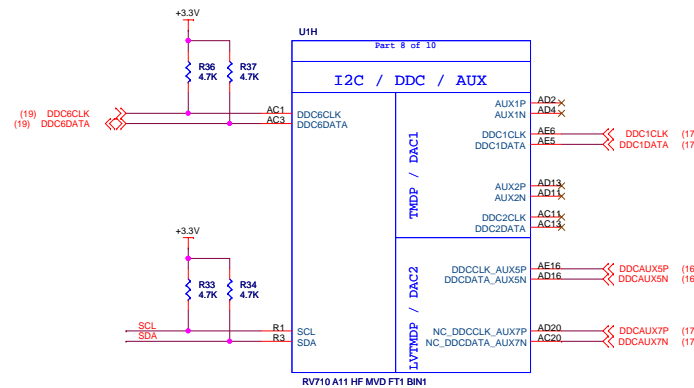 +3.3V
U1H
Part 8 of 10
I2C / DDC / AUX
R36
4.7K
R37
4.7K
AUX1P AD2
AUX1N AD4
(19) DDC6CLK AC1 DDC6CLK
(19) DDC6DATA AC3 DDC6DATA
TMDP / DAC1
DDC1CLK AE6 DDC1CLK (17
DDC1DATA AE5 DDC1DATA (17
AUX2P AD13
AUX2N AD11
DDC2CLK AC11
DDC2DATA AC13
+3.3V
R33
4.7K
R34
4.7K
LVTMDP / DAC2
DDCCLK_AUX5P AE16 DDCAUX5P (16
DDCDATA_AUX5N AD16 DDCAUX5N (16
SCL R1 SCL
SDA R3 SDA
NC_DDCCLK_AUX7P AD20 DDCAUX7P (17
NC_DDCDATA_AUX7N AC20 DDCAUX7N (17
RV710 A11 HF MVD FT1 BIN1